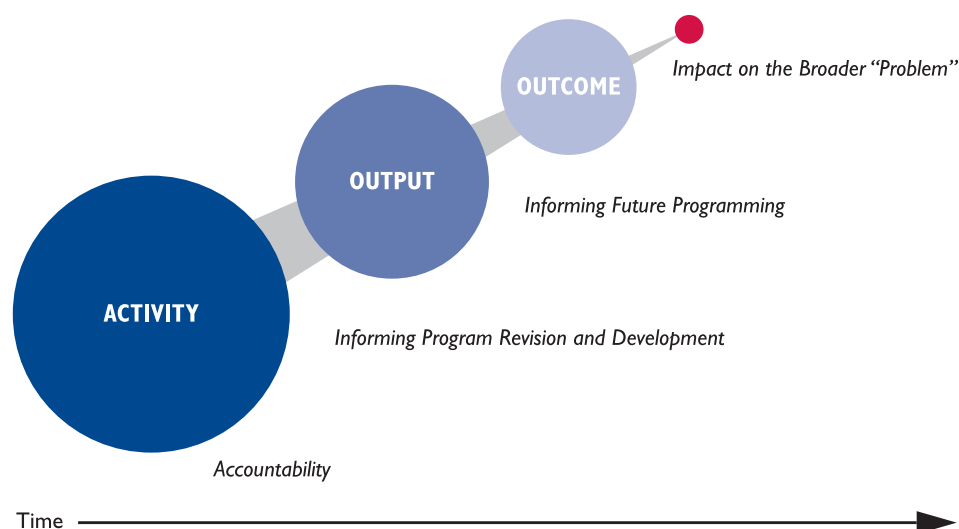 Impact on the Broader “Problem”
OUTCOME
OUTPUT
Informing Future Programming
ACTIVITY
Informing Program Revision and Development
Accountability
Time